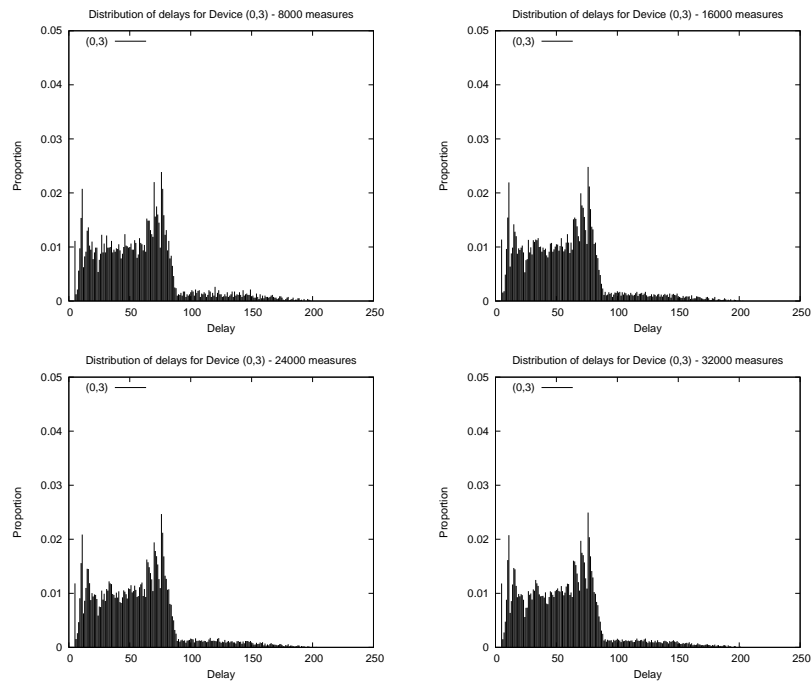 Distribution of delays for Device (0,3) - 8000 measures
0.05
(0,3)
0.04
0.03
0.02
0.01
0
Proportion
0 50 100 150 200 250
Delay
Distribution of delays for Device (0,3) - 16000 measures
0.05
(0,3)
0.04
0.03
0.02
0.01
0
Proportion
0 50 100 150 200 250
Delay
Distribution of delays for Device (0,3) - 24000 measures
0.05
(0,3)
0.04
0.03
0.02
0.01
0
Proportion
0 50 100 150 200 250
Delay
Distribution of delays for Device (0,3) - 32000 measures
0.05
(0,3)
0.04
0.03
0.02
0.01
0
Proportion
0 50 100 150 200 250
Delay